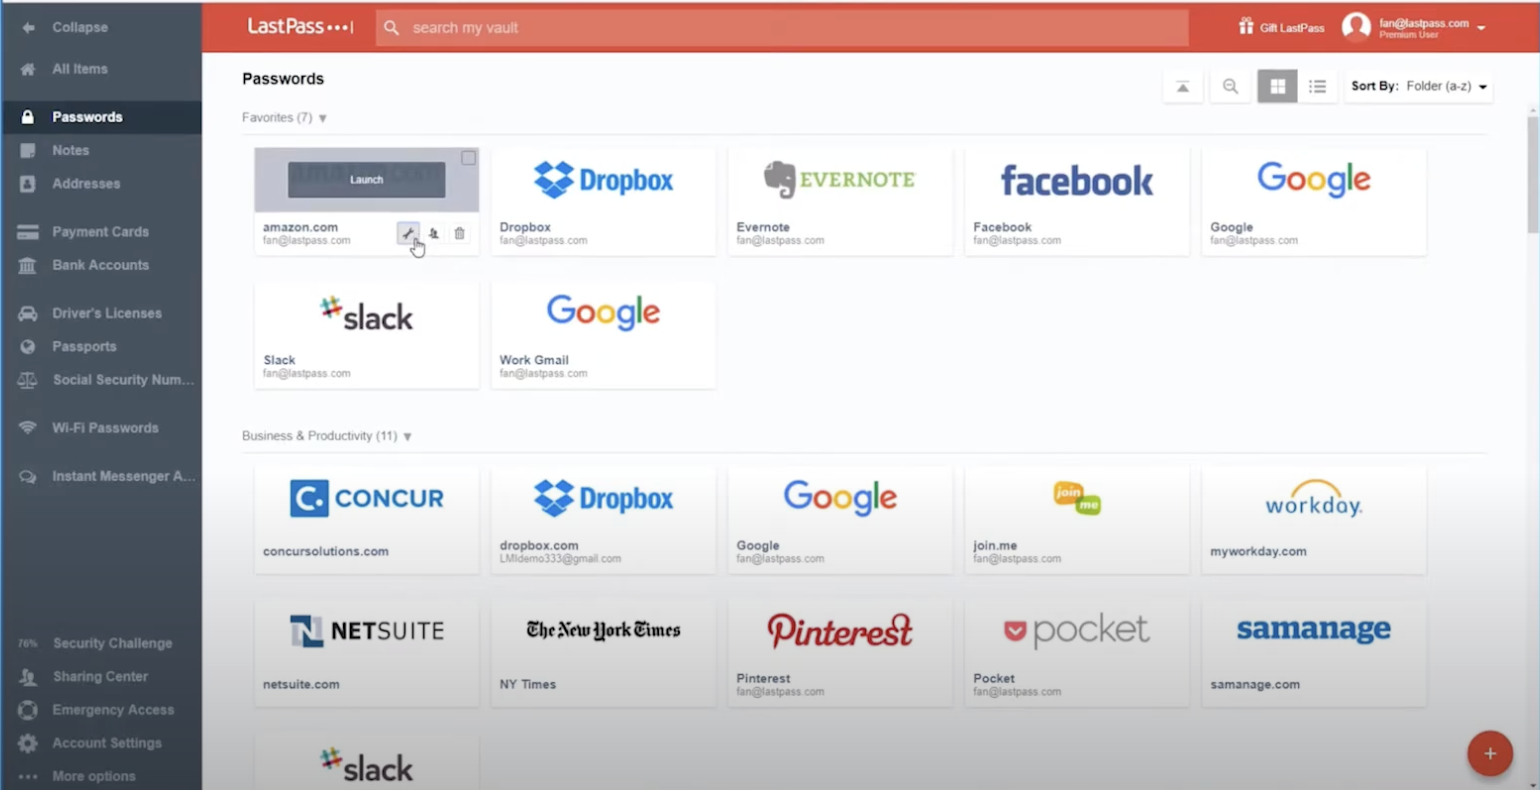 Collapse
All Items
Passwords
Notes
Addresses
Payment Cards
Bank Accounts
Driver's Licenses
Passports
Social Security Num...
Wi-Fi Passwords
Instant Messenger A...
76% Security Challenge
Sharing Center
Emergency Access
Account Settings
More options
LastPass
search my vault
Gift LastPass
fan@lastpass.com
Premium User
Passwords
Sort By: Folder (a-z)
Favorites (7)
Launch
amazon.com
fan@lastpass.com
Dropbox
Dropbox
fan@lastpass.com
EVERNOTE
Evernote
fan@lastpass.com
facebook
Facebook
fan@lastpass.com
Google
Google
fan@lastpass.com
slack
Slack
fan@lastpass.com
Google
Work Gmail
fan@lastpass.com
Business & Productivity (11)
C. CONCUR
concursolutions.com
Dropbox
dropbox.com
LMIdemo333@gmail.com
Google
Google
fan@lastpass.com
join
me
join.me
fan@lastpass.com
workday.
myworkday.com
N NETSUITE
netsuite.com
The New York Times
NY Times
Pinterest
Pinterest
fan@lastpass.com
pocket
Pocket
fan@lastpass.com
samanage
samanage.com
slack
+